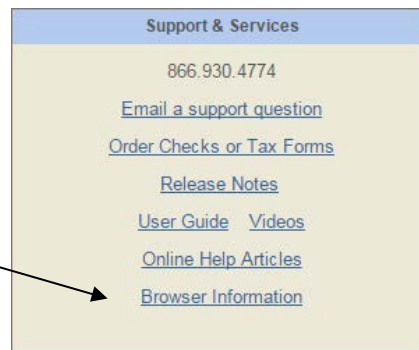 Support & Services
866.930.4774
Email a support question
Order Checks or Tax Forms
Release Notes
User Guide Videos
Online Help Articles
Browser Information